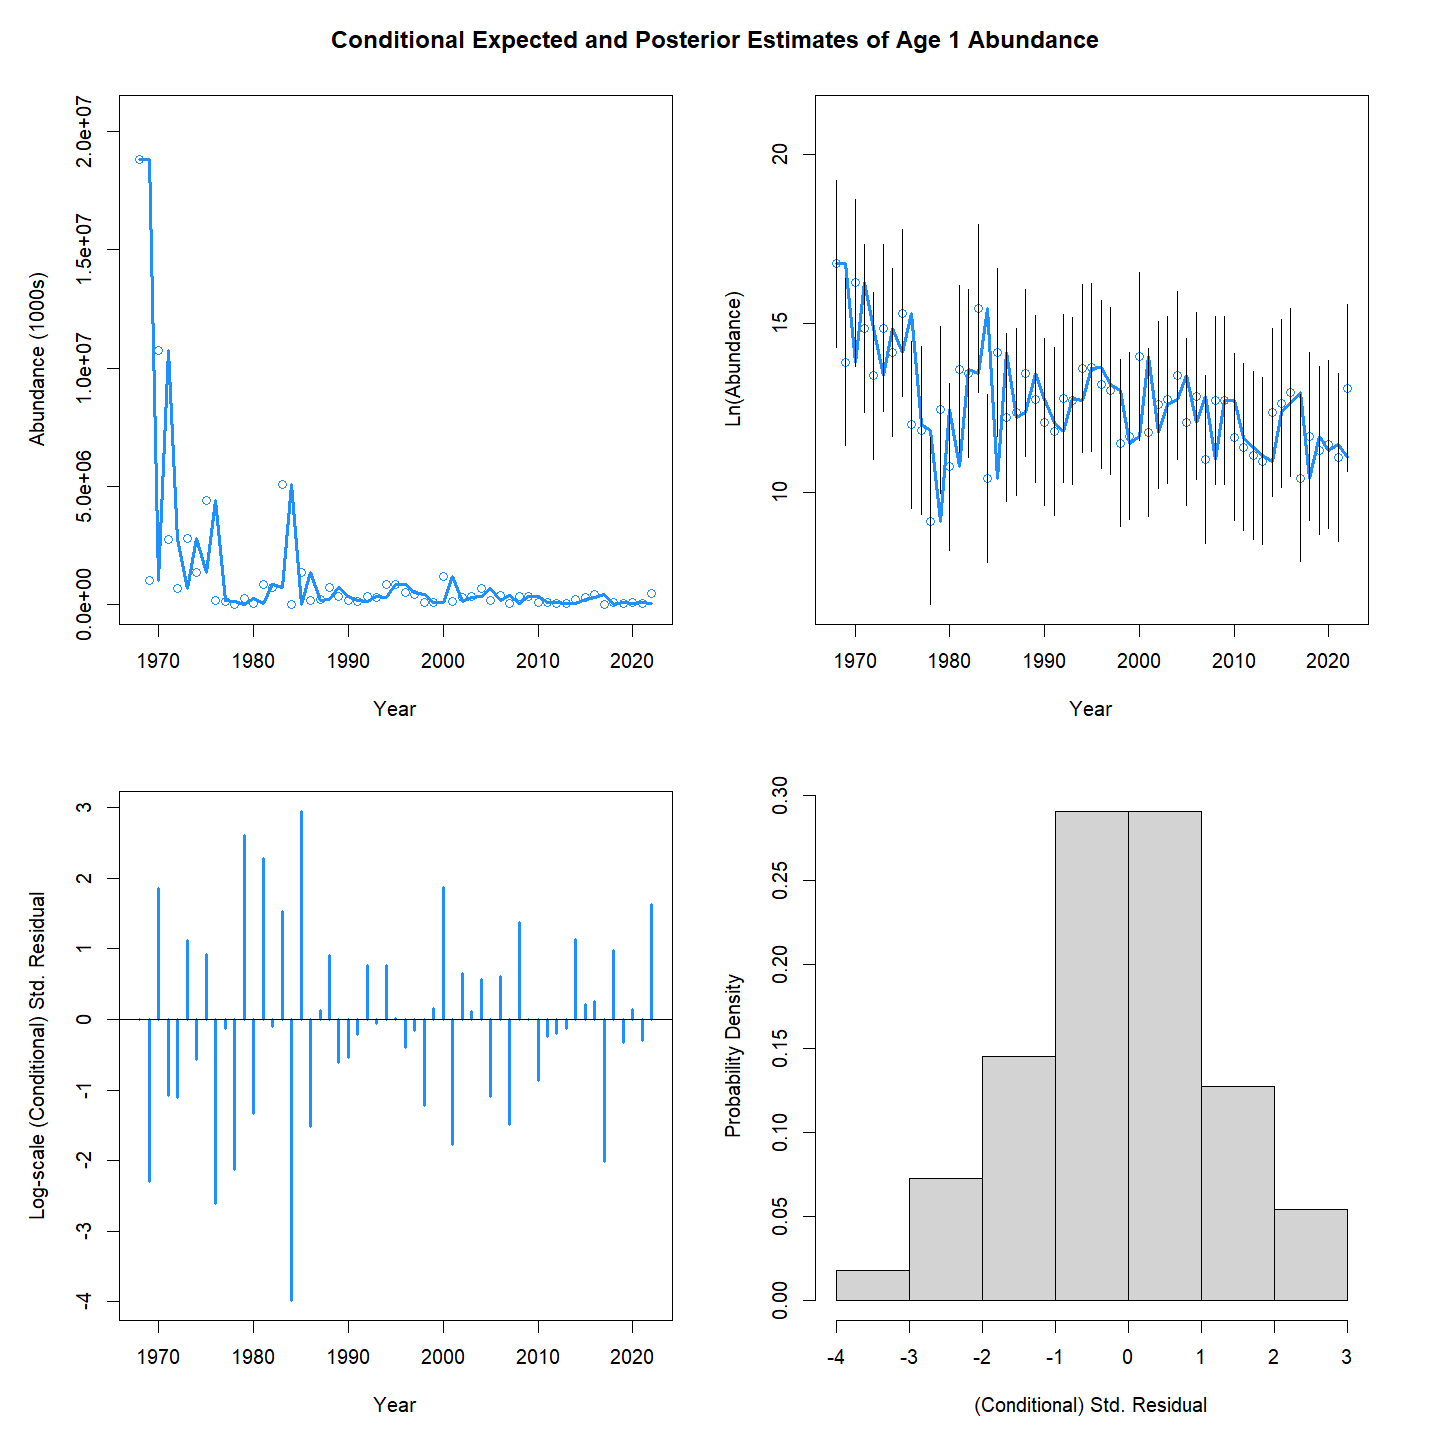 Conditional Expected and Posterior Estimates of Age 1 Abundance
Abundance (1000s)
0.0e+00
5.0e+06
1.0e+07
1.5e+07
2.0e+07
1970 1980 1990 2000 2010 2020
Year
Ln(Abundance)
10
15
20
1970 1980 1990 2000 2010 2020
Year
Log-scale (Conditional) Std. Residual
-4
-3
-2
-1
0
1
2
3
1970 1980 1990 2000 2010 2020
Year
Probability Density
0.00
0.05
0.10
0.15
0.20
0.25
0.30
-4 -3 -2 -1 0 1 2 3
(Conditional) Std. Residual